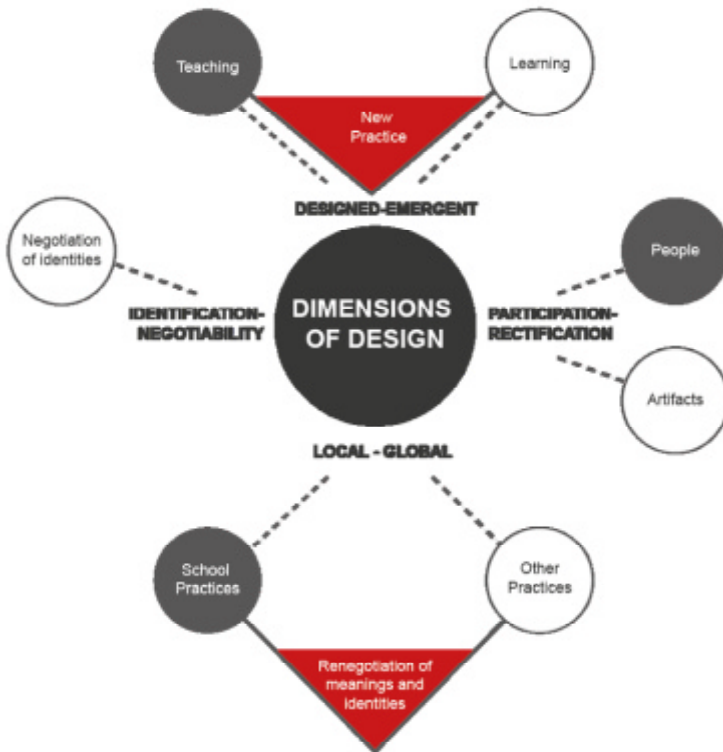 Teaching
Learning
New
Practice
DESIGNED-EMERGENT
Negotiation
of identities
People
IDENTIFICATION-
NEGOTIABILITY
DIMENSIONS
OF DESIGN
PARTICIPATION-
RECTIFICATION
Artifacts
LOCAL - GLOBAL
School
Practices
Other
Practices
Renegotiation of
meanings and
identities